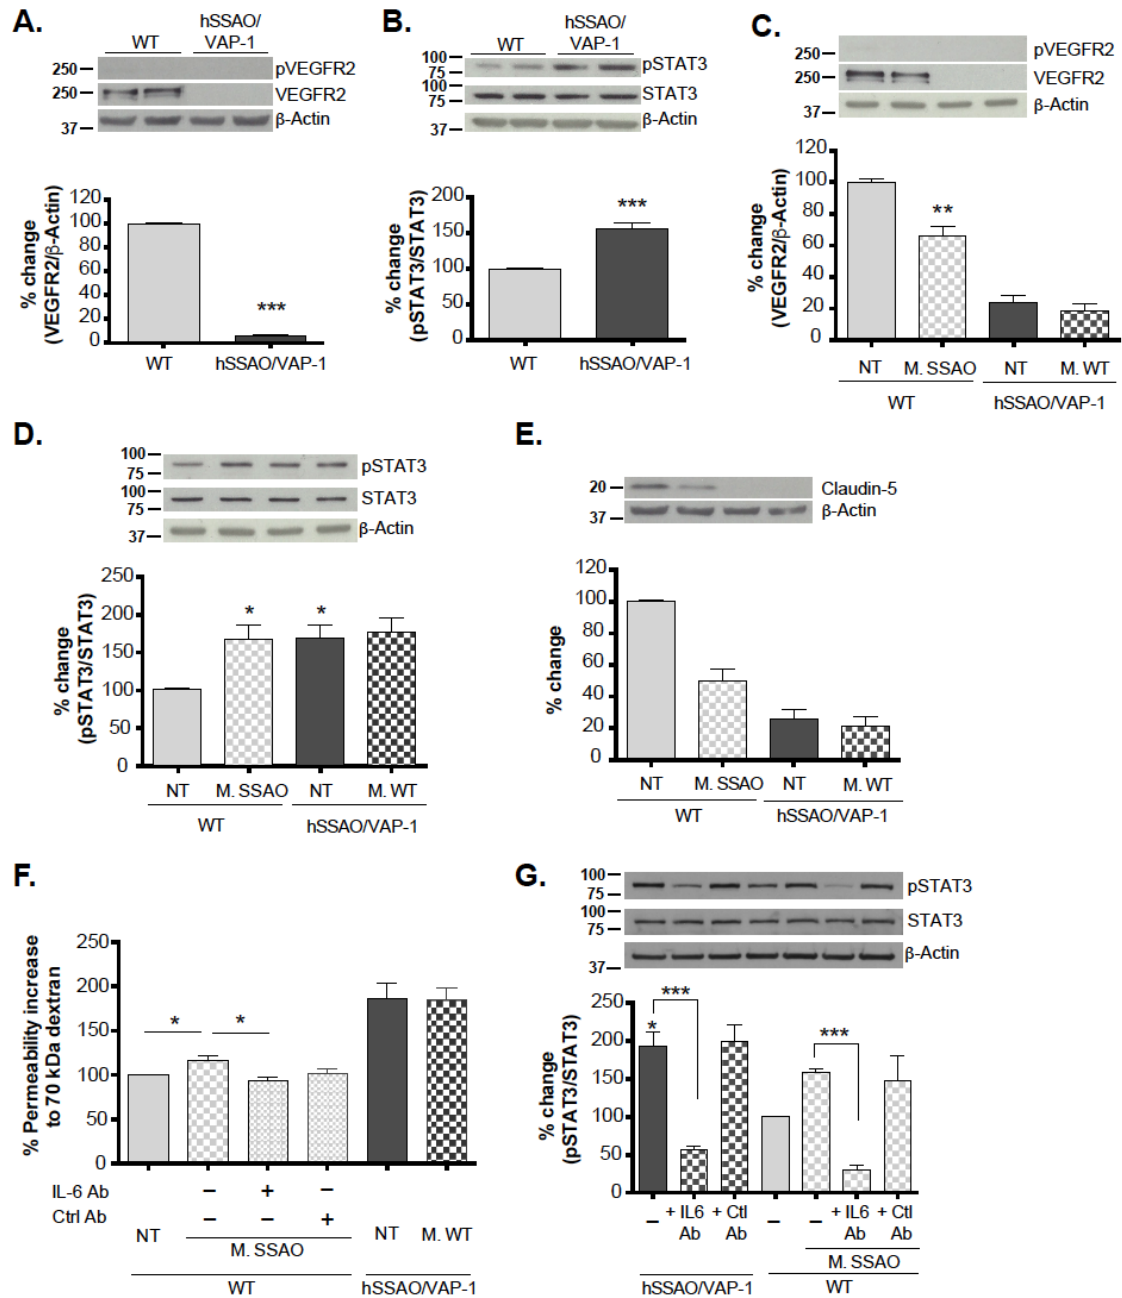 A.
WT
hSSAO/
VAP-1
250
pVEGFR2
250
VEGFR2
37
β-Actin
% change
(VEGFR2/β-Actin)
120
100
80
60
40
20
0
***
WT
hSSAO/VAP-1
B.
WT
hSSAO/
VAP-1
100
75
pSTAT3
100
75
STAT3
37
β-Actin
% change
(pSTAT3/STAT3)
200
150
100
50
0
***
WT
hSSAO/VAP-1
C.
250
pVEGFR2
250
VEGFR2
37
β-Actin
% change
(VEGFR2/β-Actin)
120
100
80
60
40
20
0
**
NT
M. SSAO
NT
M. WT
WT
hSSAO/VAP-1
D.
100
75
pSTAT3
100
75
STAT3
37
β-Actin
% change
(pSTAT3/STAT3)
250
200
150
100
50
0
*
*
NT
M. SSAO
NT
M. WT
WT
hSSAO/VAP-1
E.
20
Claudin-5
37
β-Actin
% change
120
100
80
60
40
20
0
NT
M. SSAO
NT
M. WT
WT
hSSAO/VAP-1
F.
% Permeability increase
to 70 kDa dextran
250
200
150
100
50
0
*
*
IL-6 Ab
– + –
Ctrl Ab
– – +
NT
M. SSAO
NT
M. WT
WT
hSSAO/VAP-1
G.
100
75
pSTAT3
100
75
STAT3
37
β-Actin
% change
(pSTAT3/STAT3)
250
200
150
100
50
0
***
*
***
–
+ IL6
Ab
+ Ctl
Ab
–
–
+ IL6
Ab
+ Ctl
Ab
M. SSAO
hSSAO/VAP-1
WT